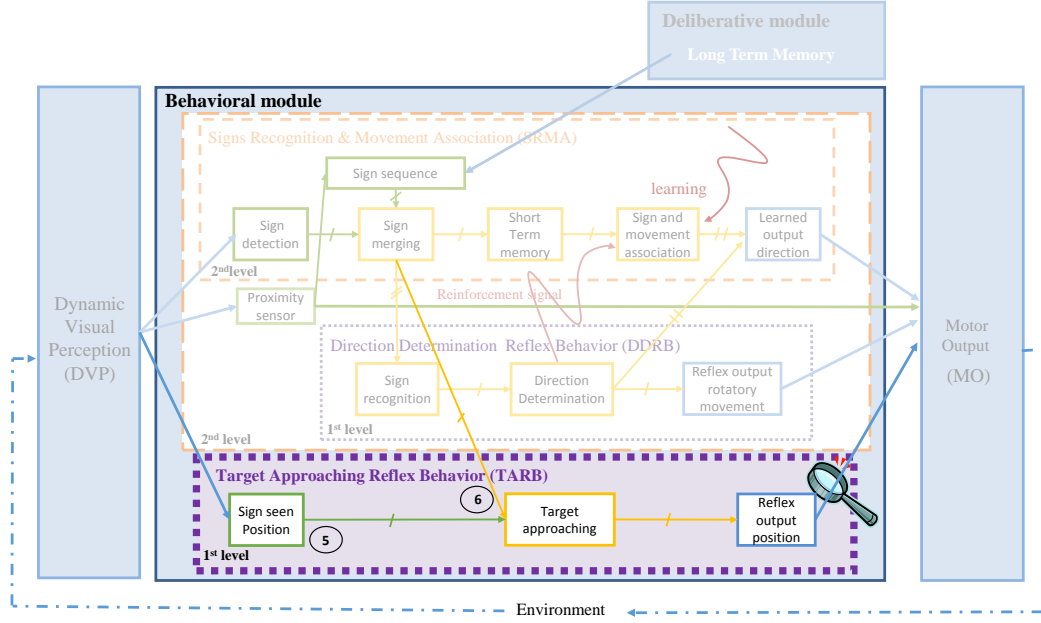 Deliberative module
Long Term Memory
Behavioral module
Signs Recognition & Movement Association (SRMA)
Sign sequence
learning
Sign
detection
Sign
merging
Short
Term
memory
Sign and
movement
association
Learned
output
direction
2nd level
Proximity
sensor
Reinforcement signal
Dynamic
Visual
Perception
(DVP)
Motor
Output
(MO)
Direction Determination Reflex Behavior (DDRB)
Sign
recognition
Direction
Determination
Reflex output
rotatory
movement
1st level
2nd level
Target Approaching Reflex Behavior (TARB)
6
Sign seen
Position
5
Target
approaching
Reflex
output
position
1st level
Environment